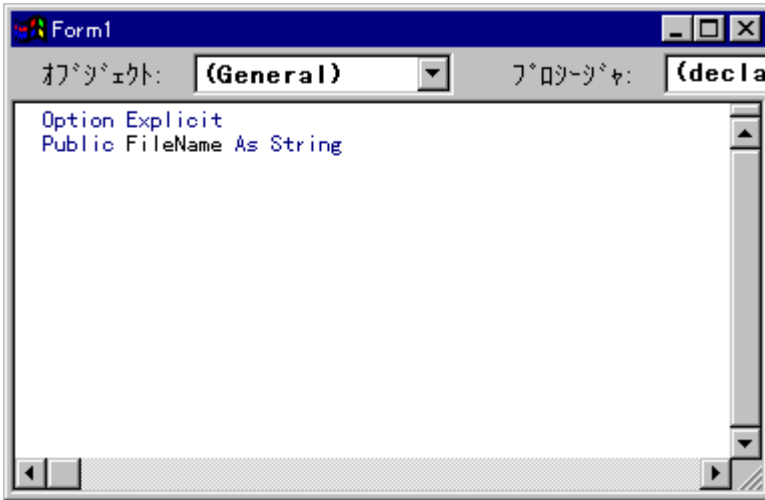 Form1
ｵﾌﾞｼﾞｪｸﾄ: (General) ﾌﾟﾛｼｰｼﾞｬ: (decla
Option Explicit
Public FileName As String